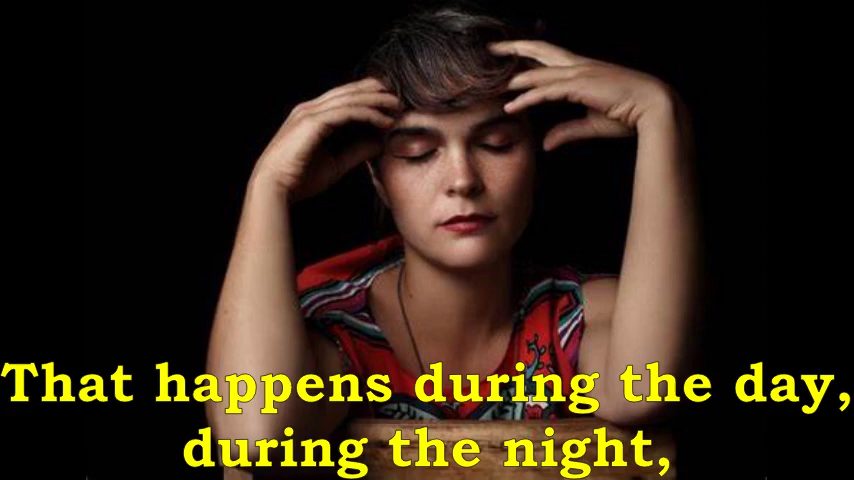 That happens during the day,
during the night,